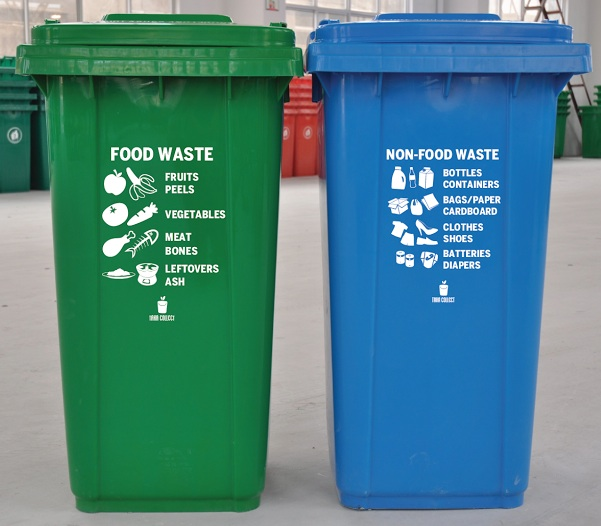 FOOD WASTE
FRUITS
PEELS
VEGETABLES
MEAT
BONES
LEFTOVERS
ASH
NON-FOOD WASTE
BOTTLES
CONTAINERS
BAGS/PAPER
CARDBOARD
CLOTHES
SHOES
BATTERIES
DIAPERS